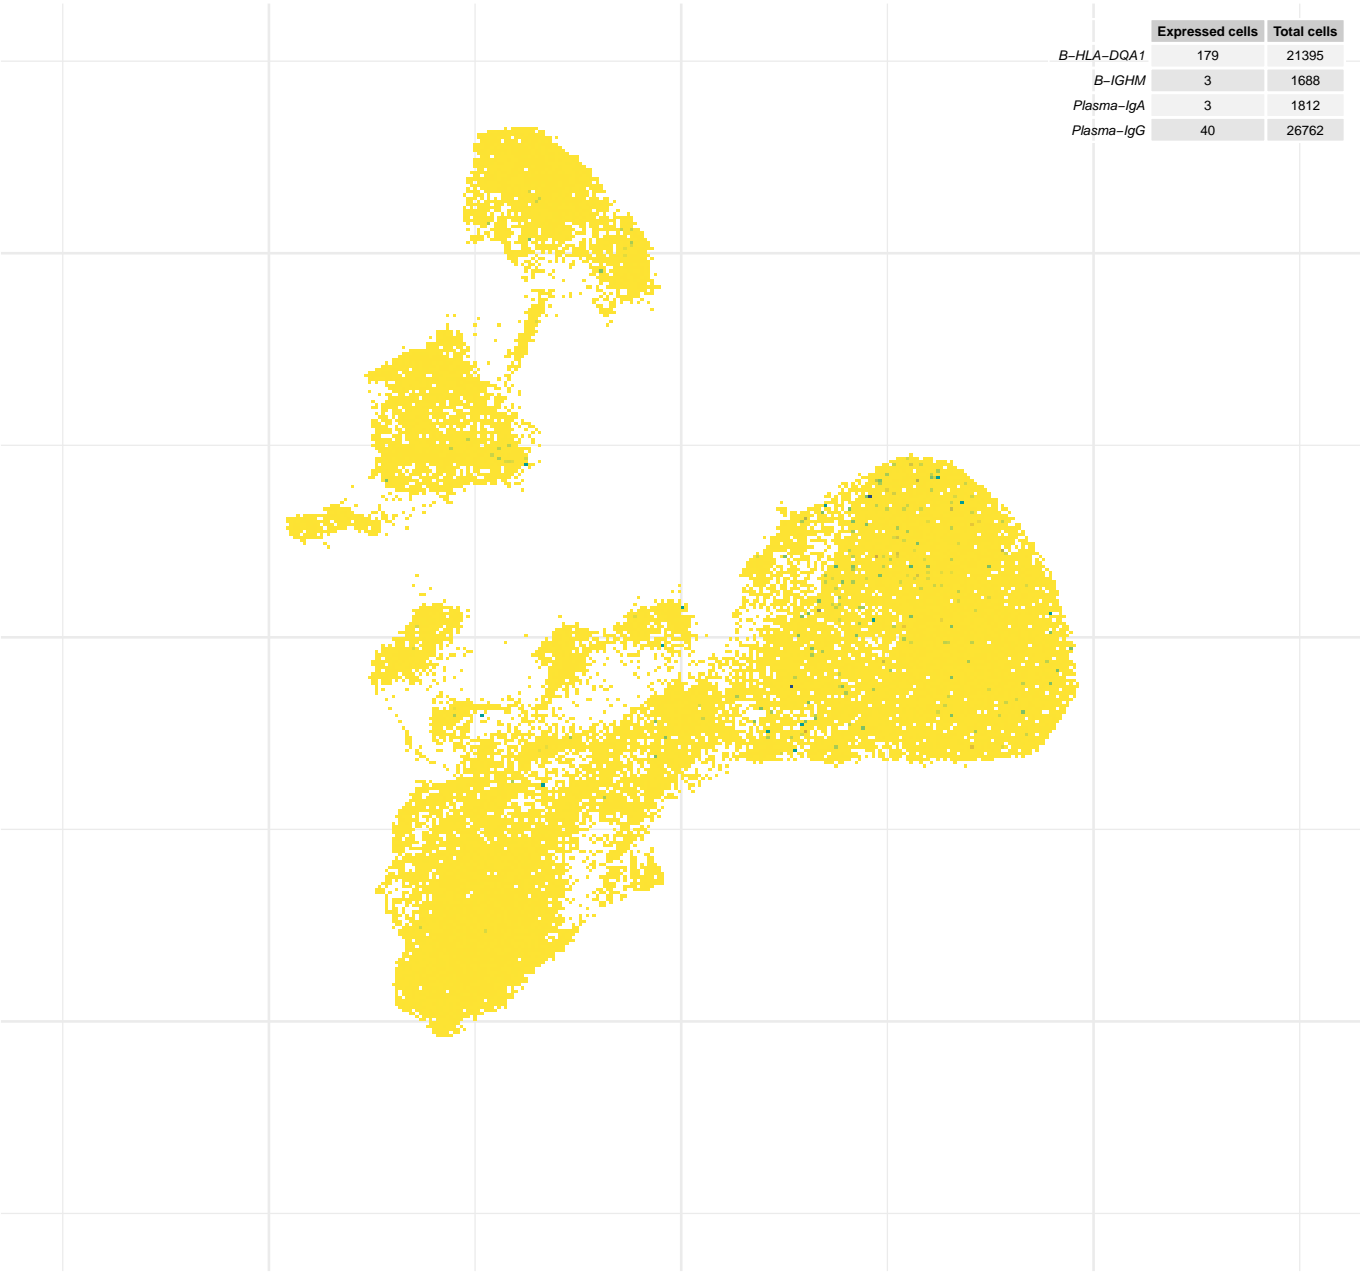 Expressed cells Total cells
B−HLA−DQA1 179 21395
B−IGHM 3 1688
Plasma−IgA 3 1812
Plasma−IgG 40 26762